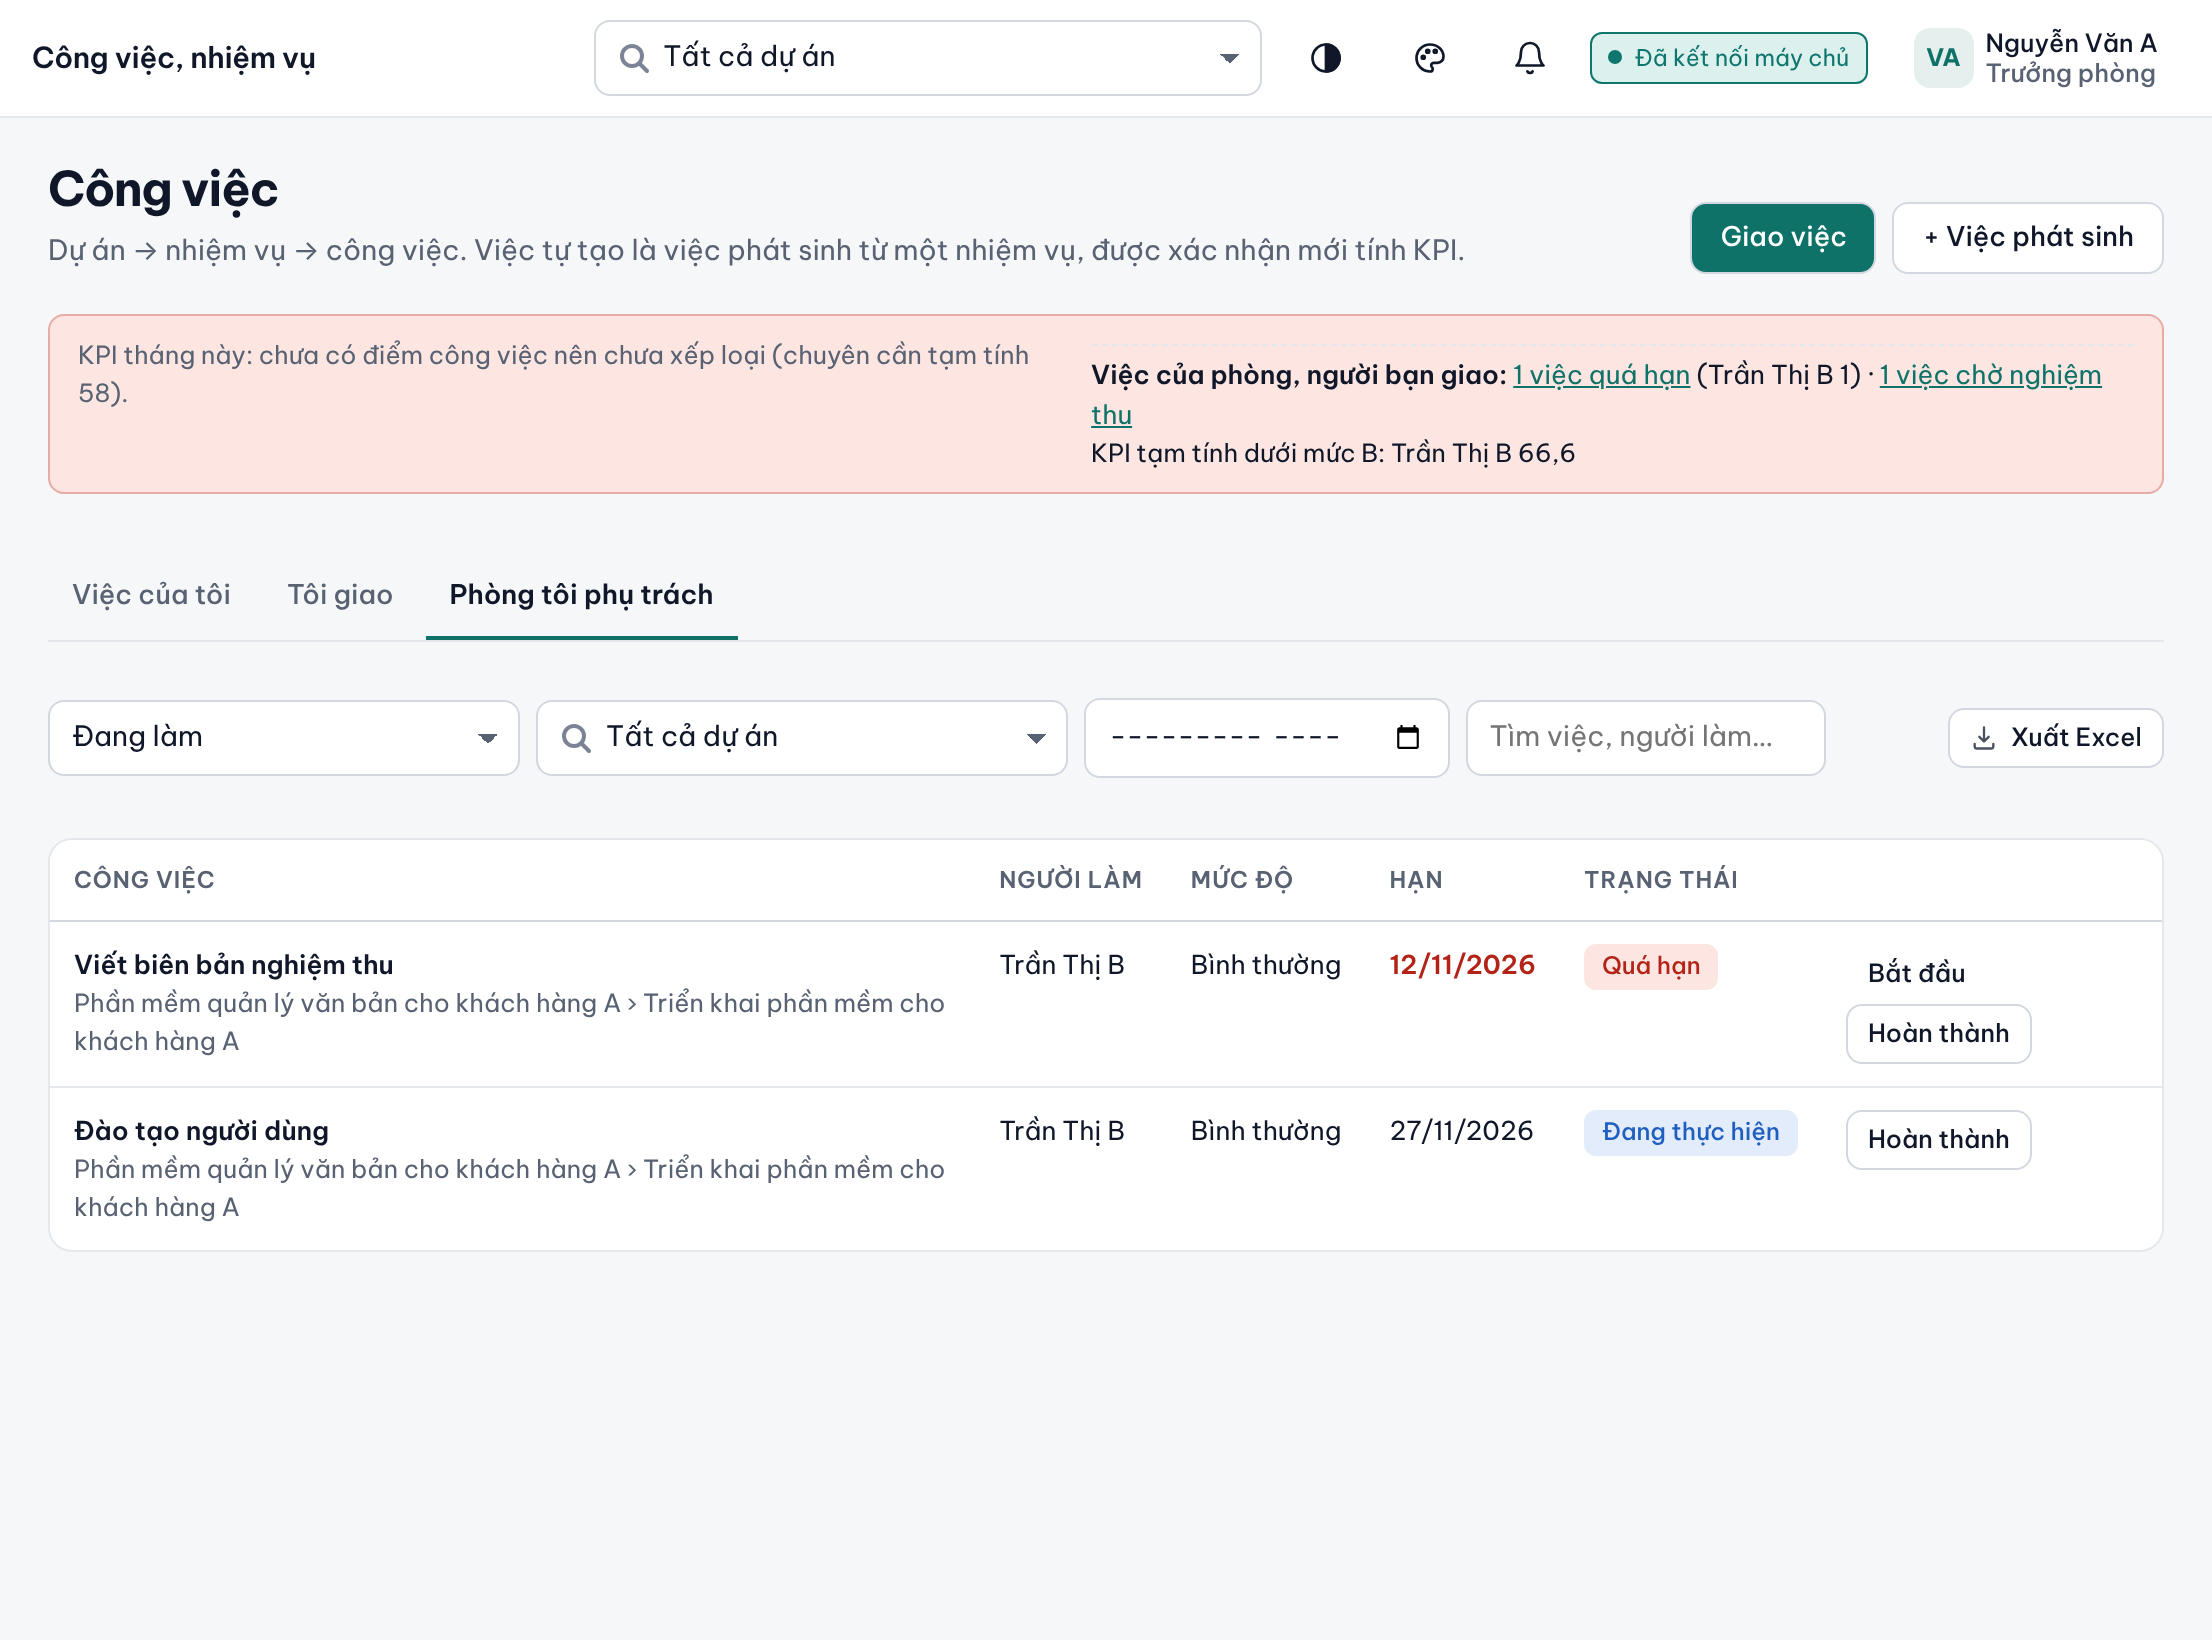 Công việc, nhiệm vụ
Tất cả dự án
Đã kết nối máy chủ
VA
Nguyễn Văn A
Trưởng phòng
Công việc
Dự án → nhiệm vụ → công việc. Việc tự tạo là việc phát sinh từ một nhiệm vụ, được xác nhận mới tính KPI.
Giao việc
+ Việc phát sinh
KPI tháng này: chưa có điểm công việc nên chưa xếp loại (chuyên cần tạm tính
58).
Việc của phòng, người bạn giao: 1 việc quá hạn (Trần Thị B 1) · 1 việc chờ nghiệm
thu
KPI tạm tính dưới mức B: Trần Thị B 66,6
Việc của tôi
Tôi giao
Phòng tôi phụ trách
Đang làm
Tất cả dự án
--------- ----
Tìm việc, người làm...
Xuất Excel
CÔNG VIỆC NGƯỜI LÀM MỨC ĐỘ HẠN TRẠNG THÁI
Viết biên bản nghiệm thu
Phần mềm quản lý văn bản cho khách hàng A › Triển khai phần mềm cho
khách hàng A
Trần Thị B
Bình thường
12/11/2026
Quá hạn
Bắt đầu
Hoàn thành
Đào tạo người dùng
Phần mềm quản lý văn bản cho khách hàng A › Triển khai phần mềm cho
khách hàng A
Trần Thị B
Bình thường
27/11/2026
Đang thực hiện
Hoàn thành